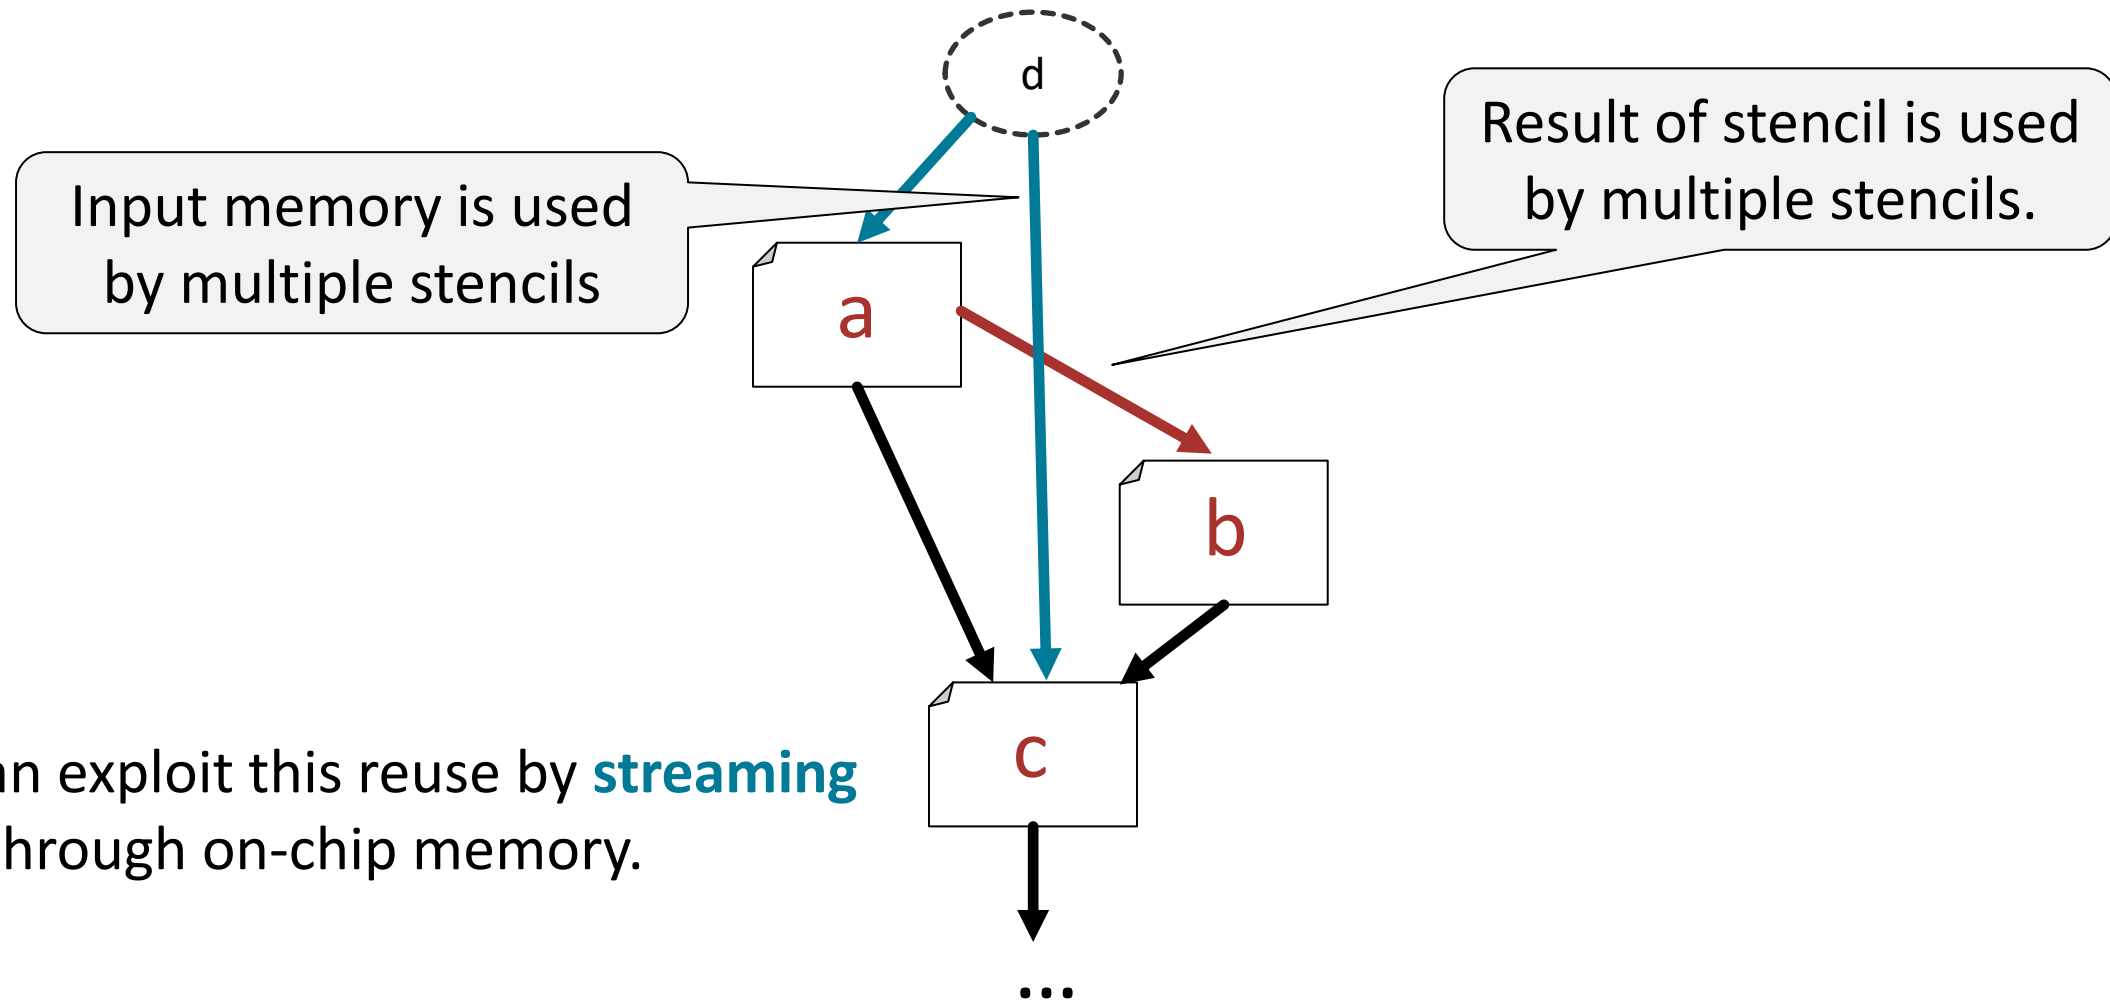 d
Input memory is used
by multiple stencils
Result of stencil is used
by multiple stencils.
a
b
c
exploit this reuse by streaming
on-chip memory.
...